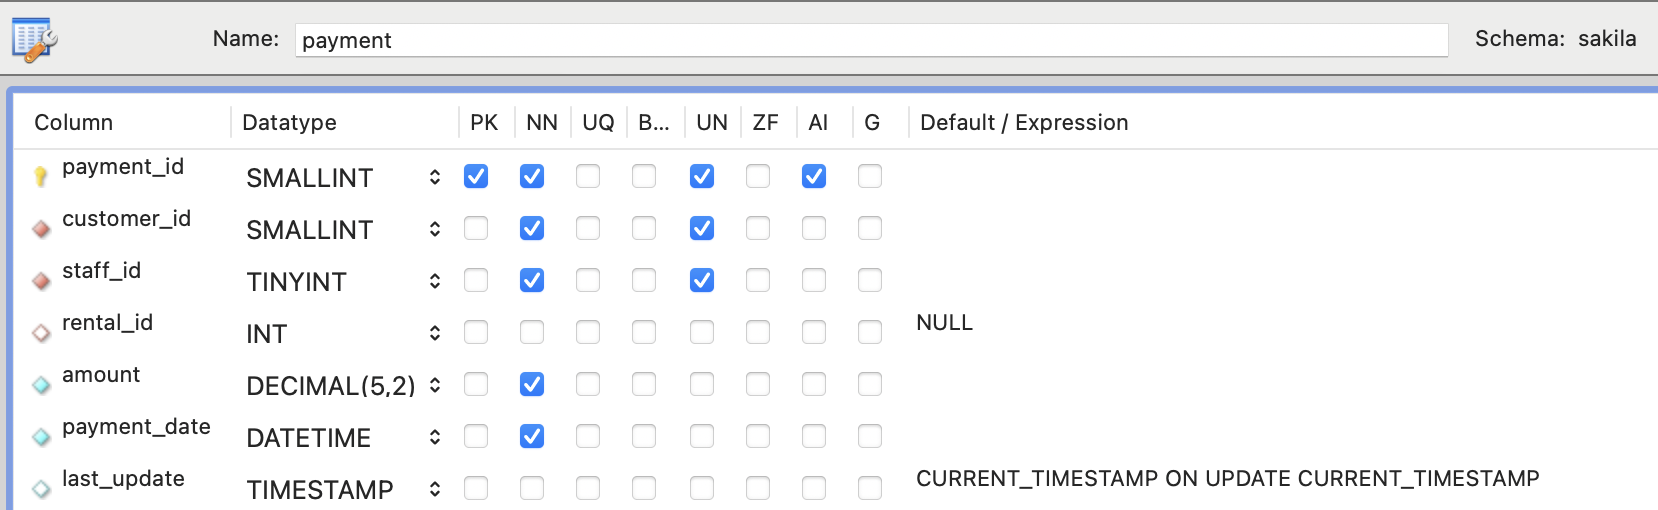 Name: payment Schema: sakila
Column Datatype PK NN UQ B... UN ZF AI G Default / Expression
payment_id SMALLINT
customer_id SMALLINT
staff_id TINYINT
rental_id INT NULL
amount DECIMAL(5,2)
payment_date DATETIME
last_update TIMESTAMP CURRENT_TIMESTAMP ON UPDATE CURRENT_TIMESTAMP